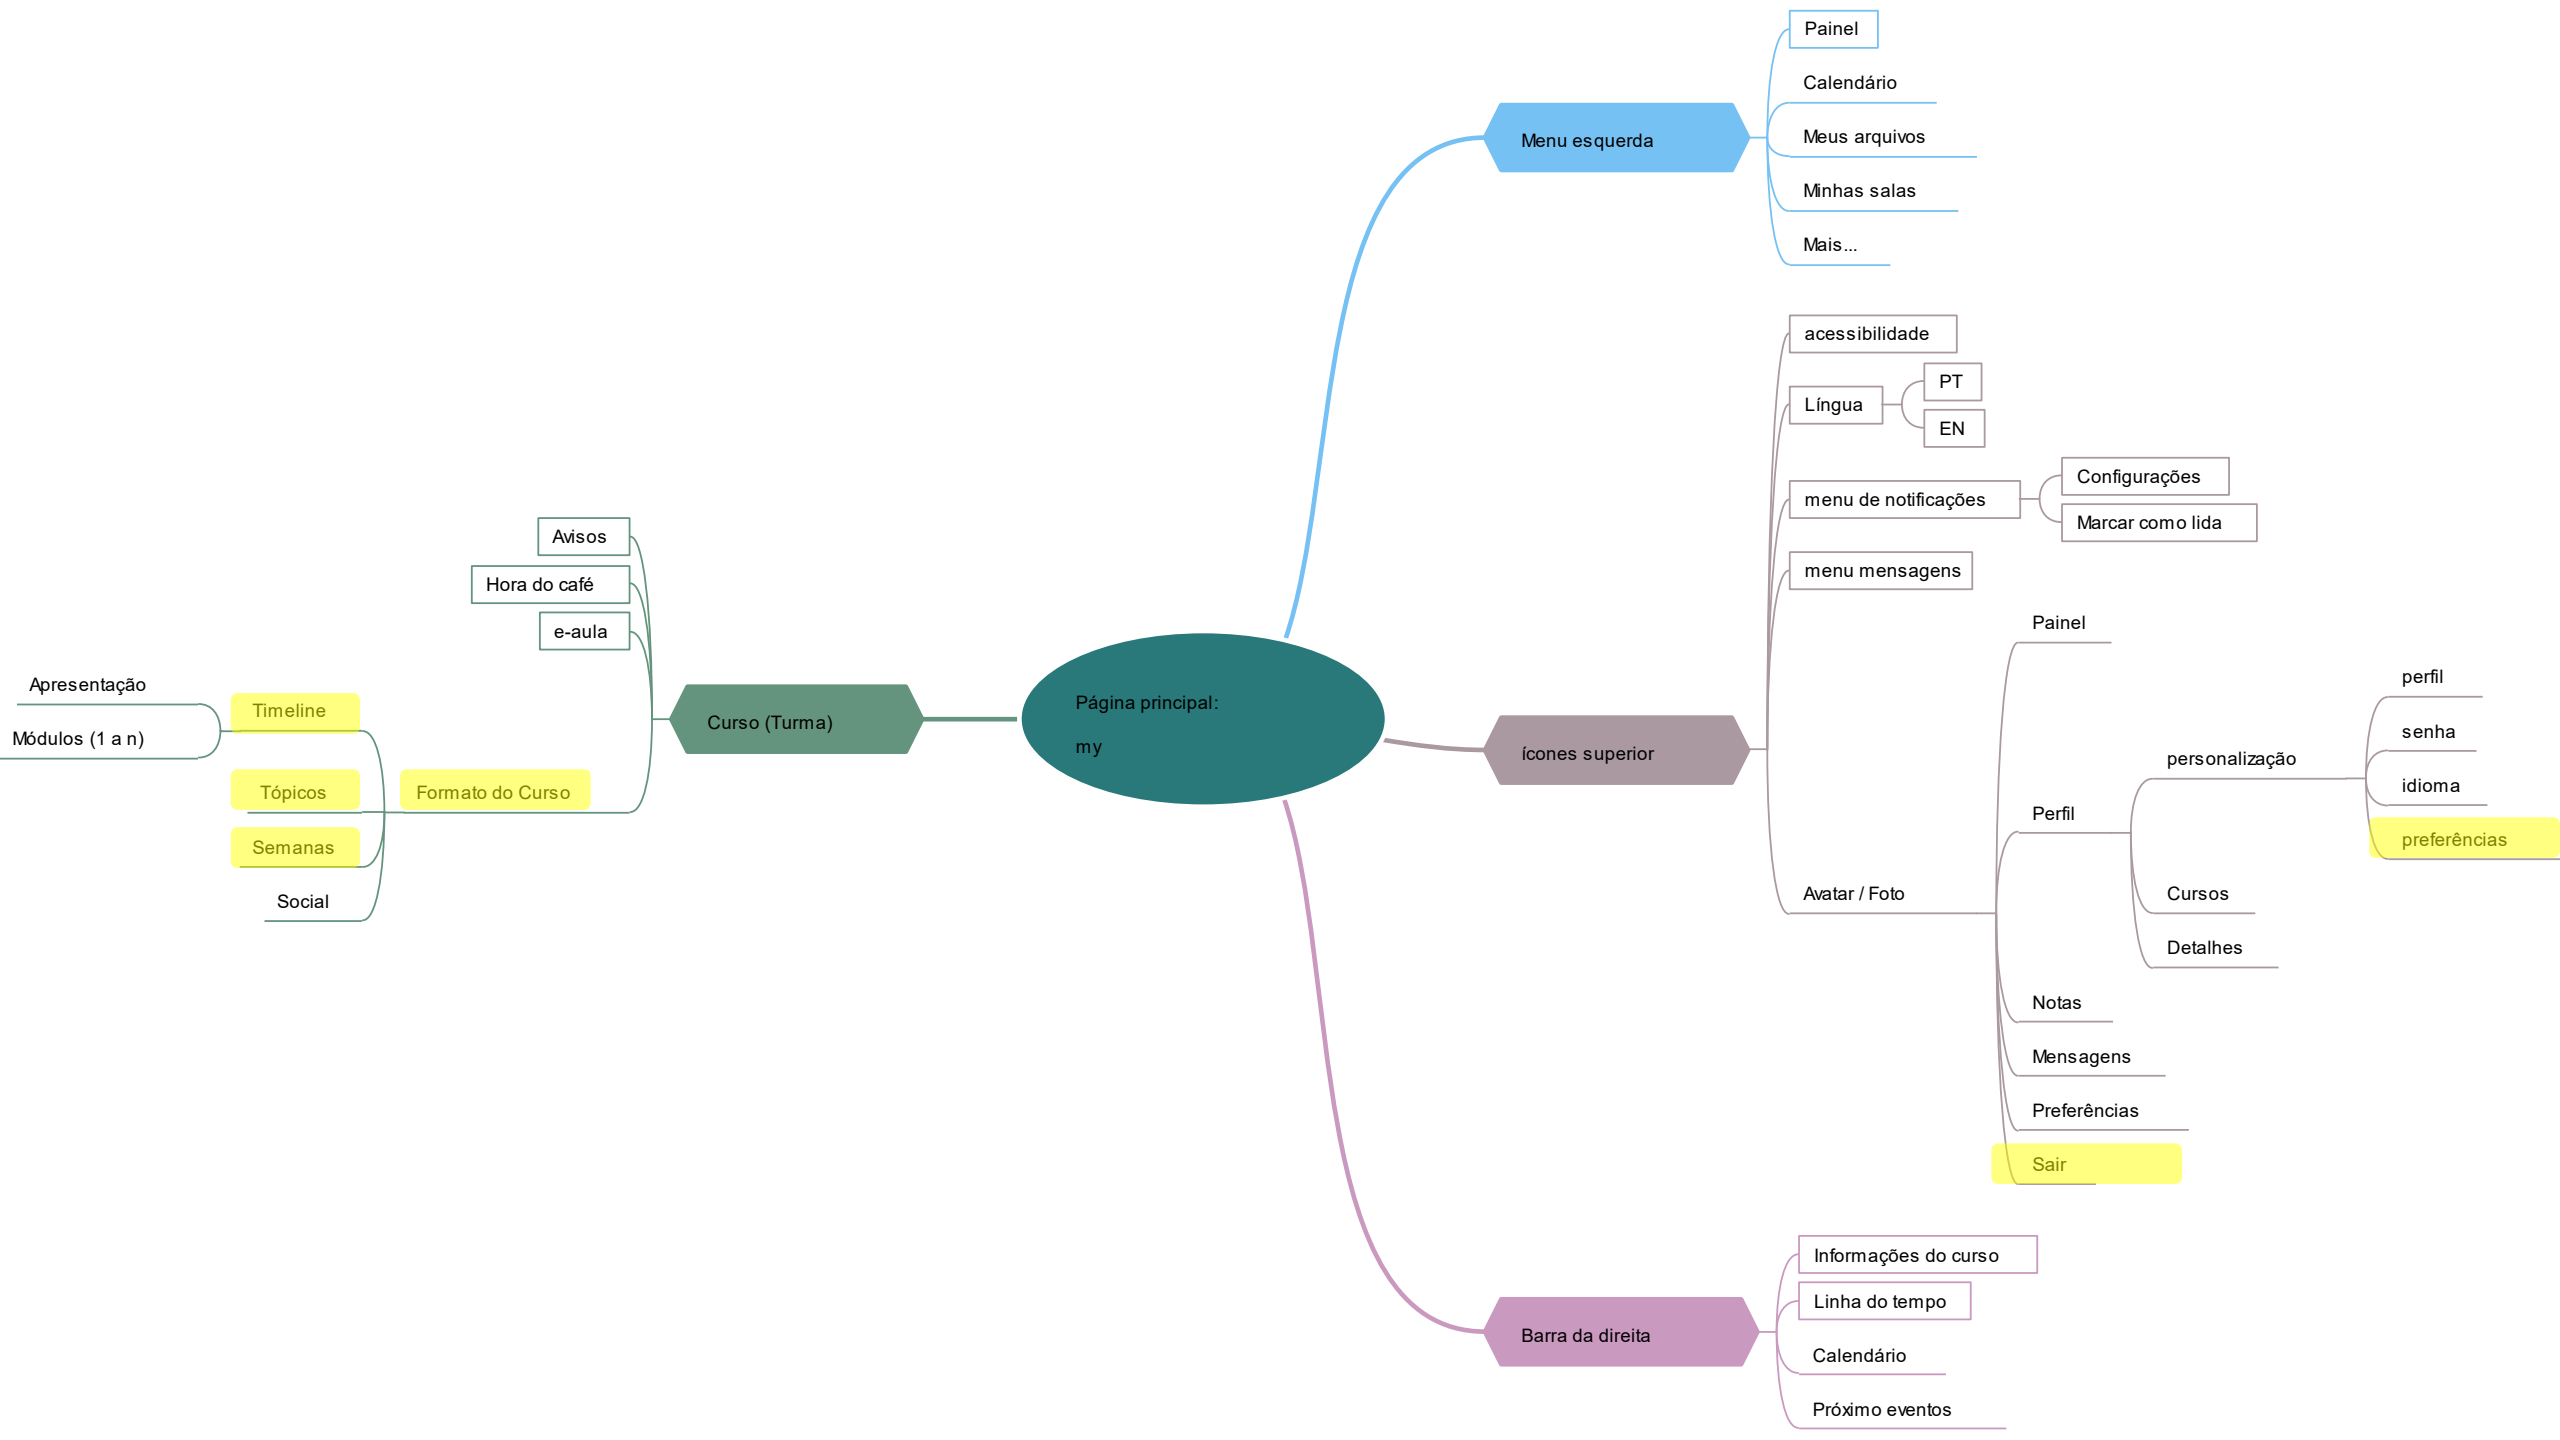 Painel
Calendário
Menu esquerda
Meus arquivos
Minhas salas
Mais...
acessibilidade
Língua
PT
EN
menu de notificações
Configurações
Marcar como lida
menu mensagens
ícones superior
Avatar / Foto
Painel
Perfil
personalização
perfil
senha
idioma
preferências
Cursos
Detalhes
Notas
Mensagens
Preferências
Sair
Página principal:
my
Curso (Turma)
Avisos
Hora do café
e-aula
Formato do Curso
Timeline
Apresentação
Módulos (1 a n)
Tópicos
Semanas
Social
Barra da direita
Informações do curso
Linha do tempo
Calendário
Próximo eventos